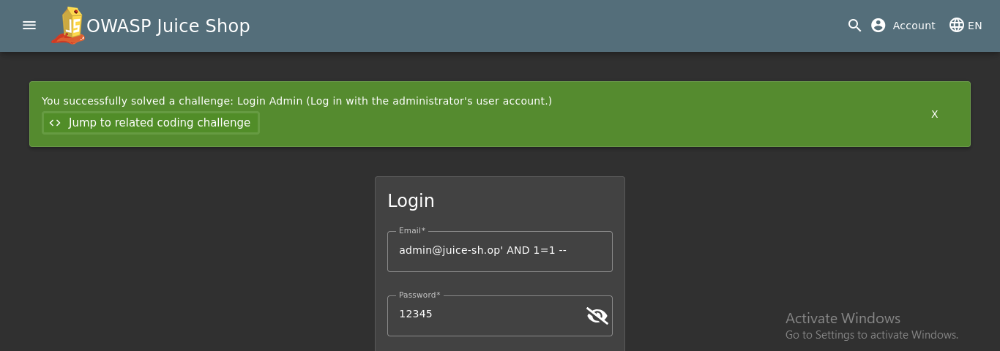 OWASP Juice Shop
Account
EN
You successfully solved a challenge: Login Admin (Log in with the administrator's user account.)
X
<> Jump to related coding challenge
Login
Email*
admin@juice-sh.op' AND 1=1 --
Password*
12345
Activate Windows
Go to Settings to activate Windows.